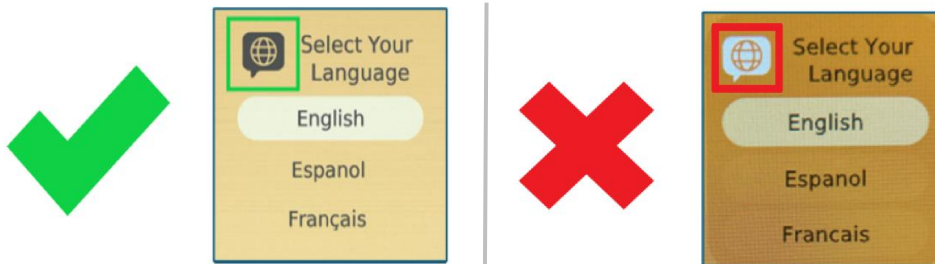 Select Your
Language
English
Espanol
Français
Select Your
Language
English
Espanol
Francais